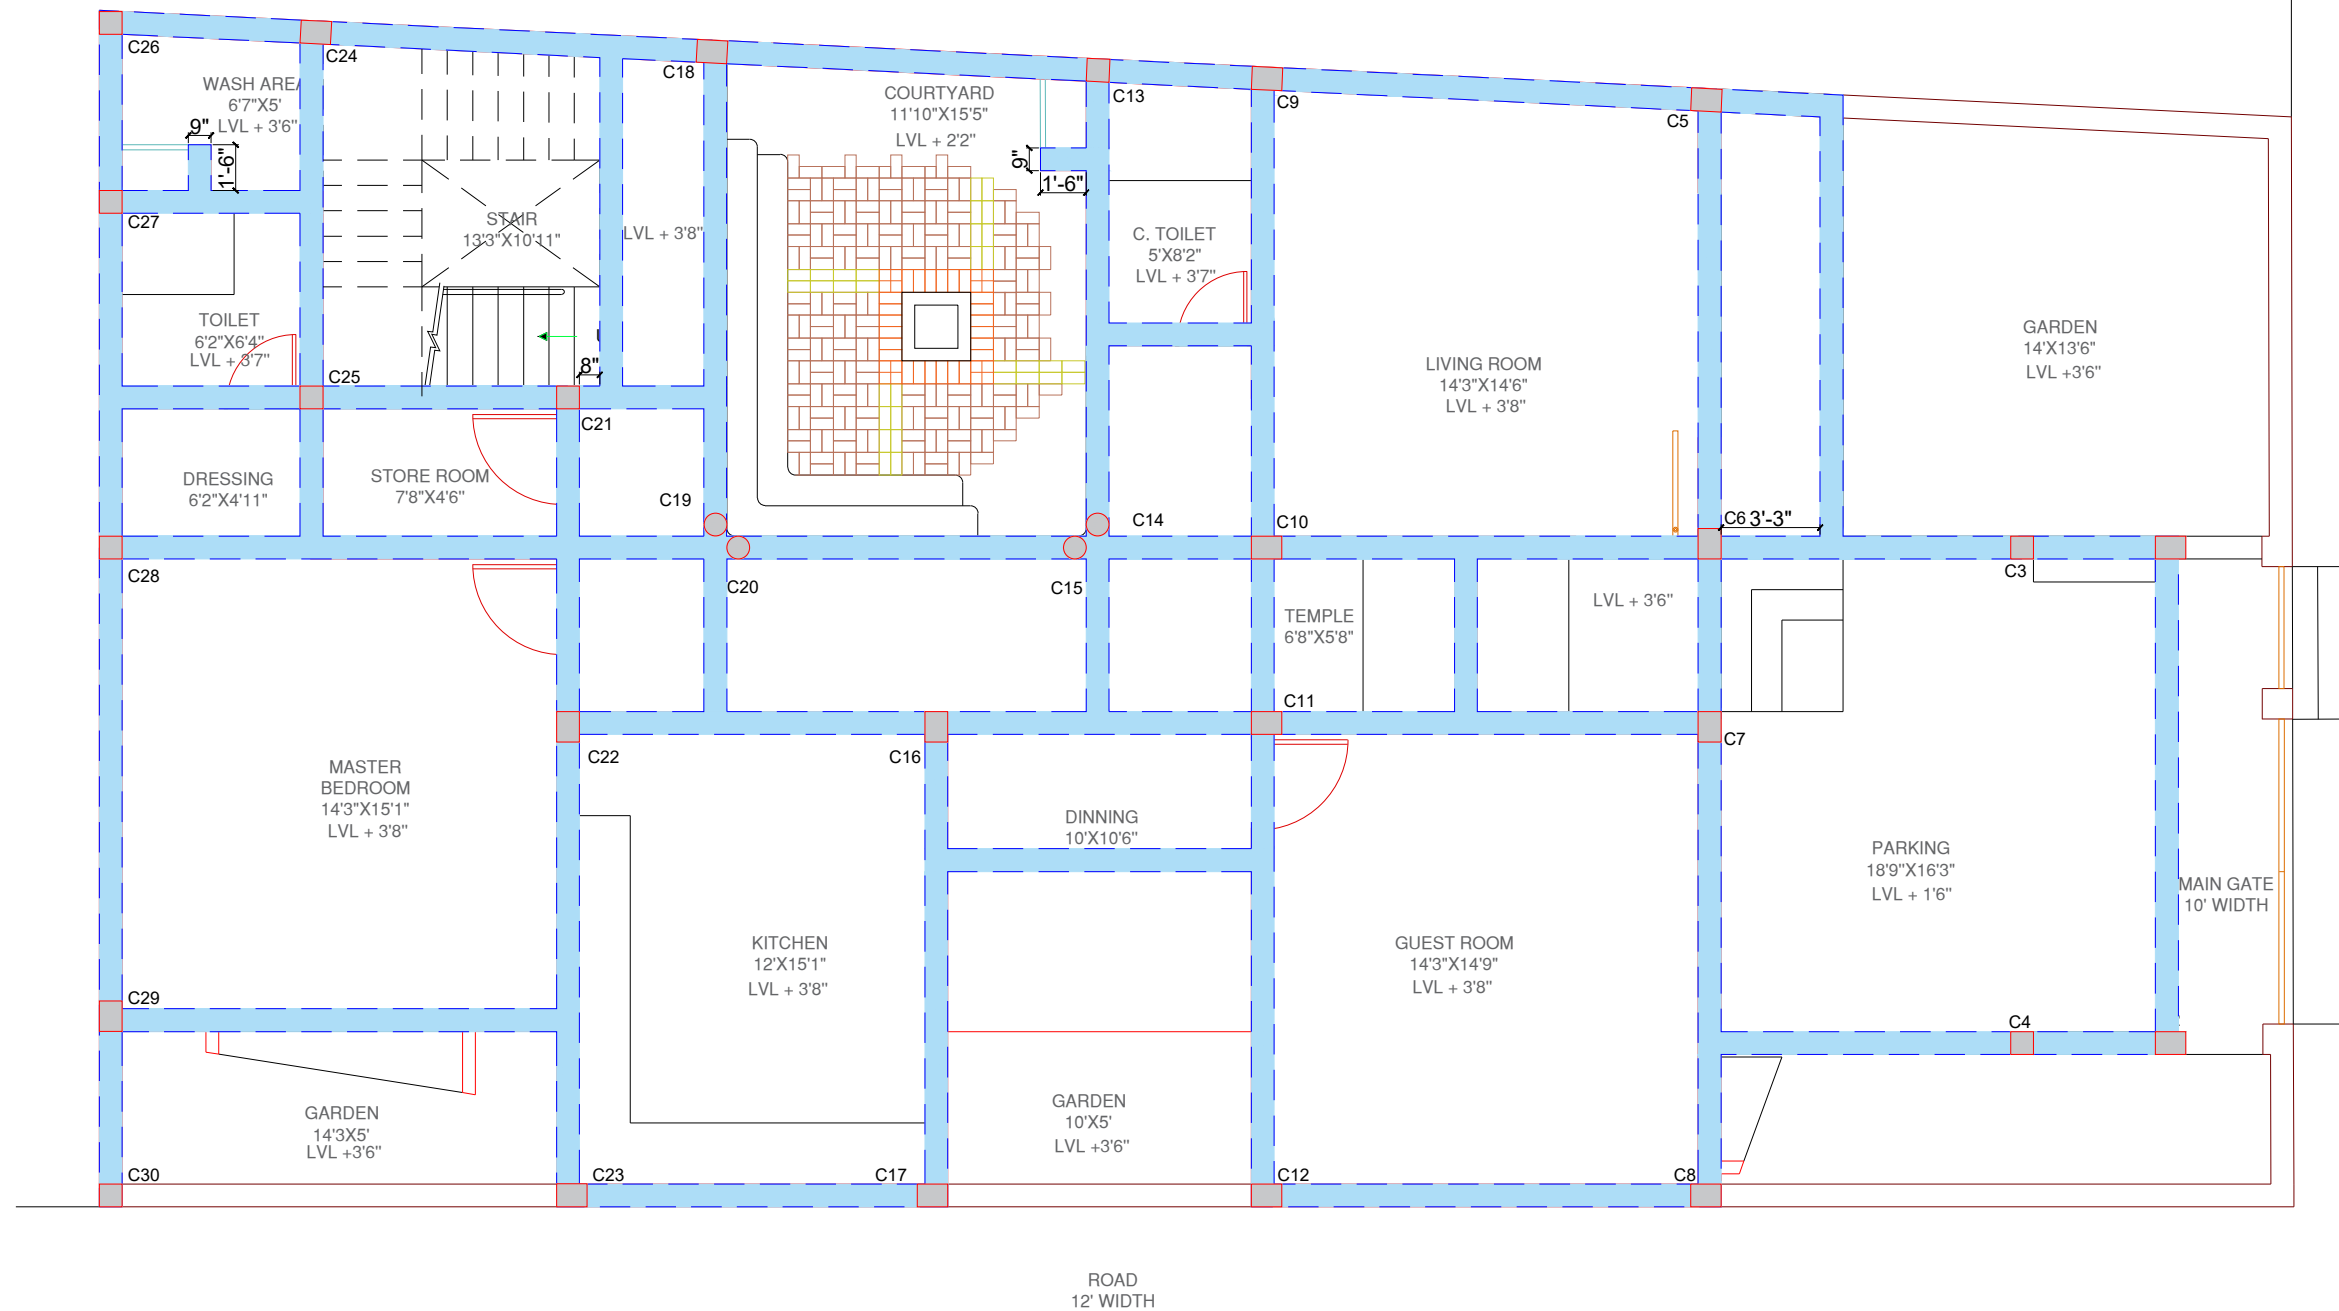 C26
C24
C18
C13
C9
C5
WASH AREA
6'7"X5'
LVL + 3'6"
9"
1'-6"
COURTYARD
11'10"X15'5"
LVL + 2'2"
9"
1'-6"
C27
STAIR
13'3"X10'11"
LVL + 3'8"
C. TOILET
5'X8'2"
LVL + 3'7"
TOILET
6'2"X6'4"
LVL + 3'7"
C25
8"
C21
LIVING ROOM
14'3"X14'6"
LVL + 3'8"
GARDEN
14'X13'6"
LVL +3'6"
DRESSING
6'2"X4'11"
STORE ROOM
7'8"X4'6"
C19
C14
C10
C6
3'-3"
C28
C20
C15
C3
TEMPLE
6'8"X5'8"
LVL + 3'6"
C11
C22
C16
C7
MASTER
BEDROOM
14'3"X15'1"
LVL + 3'8"
DINNING
10'X10'6"
PARKING
18'9"X16'3"
LVL + 1'6"
MAIN GATE
10' WIDTH
KITCHEN
12'X15'1"
LVL + 3'8"
GUEST ROOM
14'3"X14'9"
LVL + 3'8"
C29
C4
GARDEN
14'3X5'
LVL +3'6"
GARDEN
10'X5'
LVL +3'6"
C30
C23
C17
C12
C8
ROAD
12' WIDTH